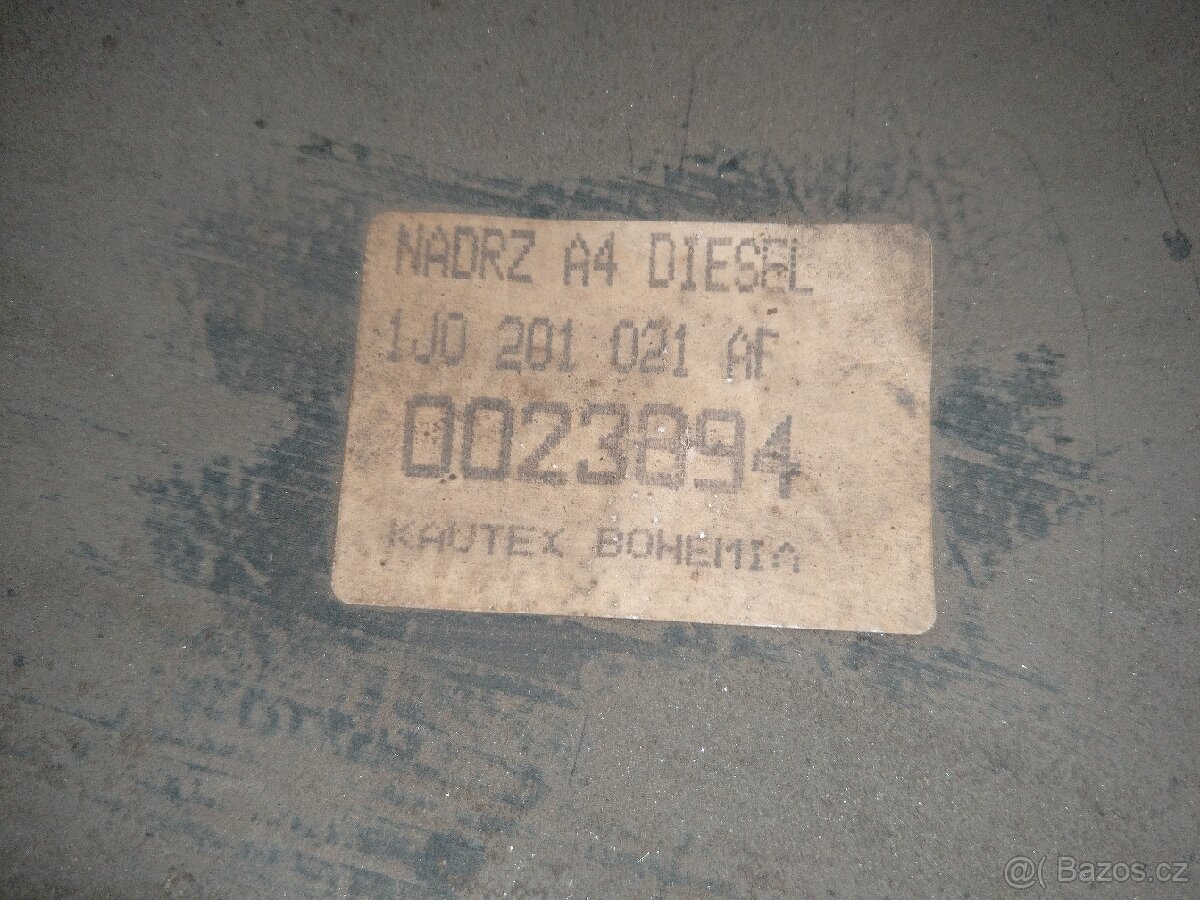 NADRZ A4 DIESEL
1J0 201 021 AF
0023894
KAUTEX BOHEMIA
@( Bazos.cz